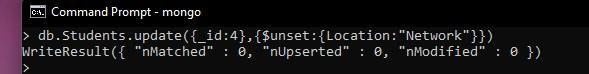 Command Prompt - mongo
> db.Students.update({_id:4},{$unset:{Location:"Network"}})
WriteResult({ "nMatched" : 0, "nUpserted" : 0, "nModified" : 0 })
>